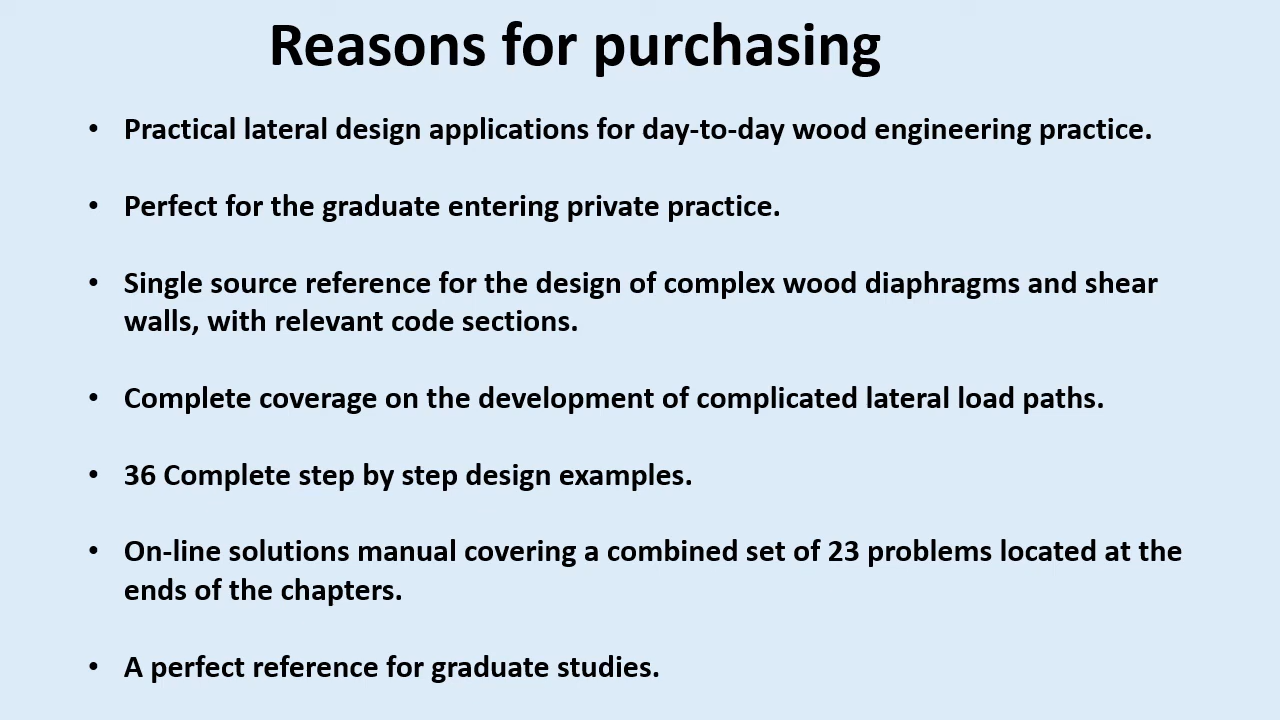 Reasons for purchasing
• Practical lateral design applications for day-to-day wood engineering practice.
• Perfect for the graduate entering private practice.
• Single source reference for the design of complex wood diaphragms and shear
walls, with relevant code sections.
• Complete coverage on the development of complicated lateral load paths.
• 36 Complete step by step design examples.
• On-line solutions manual covering a combined set of 23 problems located at the
ends of the chapters.
• A perfect reference for graduate studies.